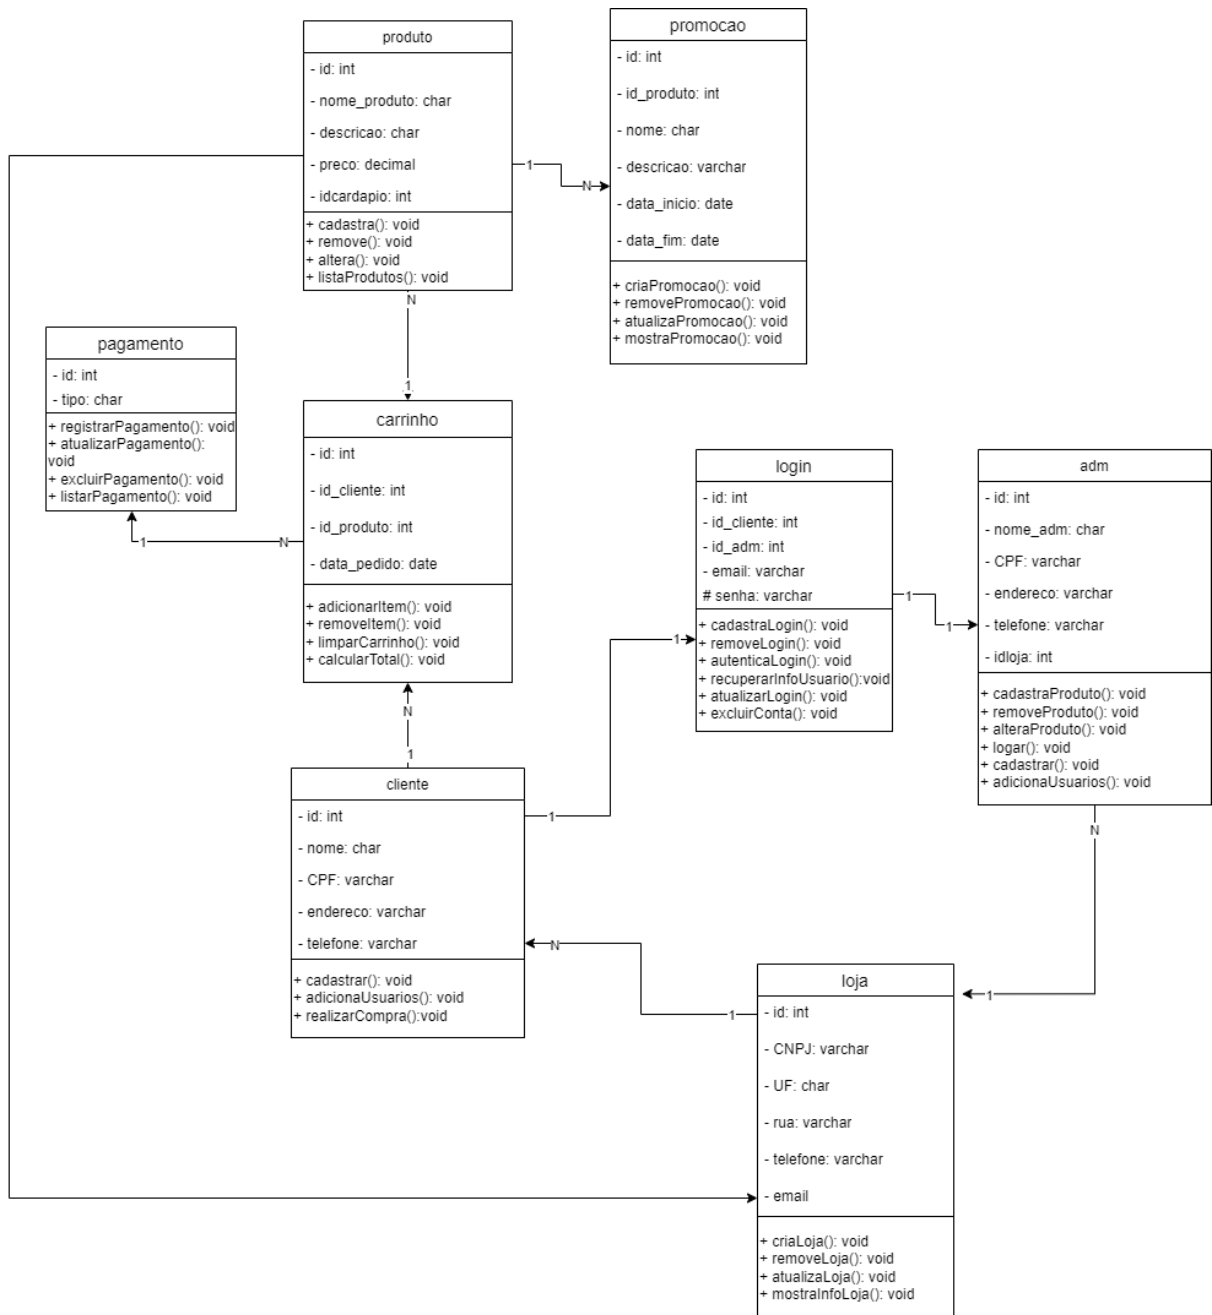 produto
- id: int
- nome_produto: char
- descricao: char
- preco: decimal
- idcardapio: int
+ cadastra(): void
+ remove(): void
+ altera(): void
+ listaProdutos(): void
promocao
- id: int
- id_produto: int
- nome: char
- descricao: varchar
- data_inicio: date
- data_fim: date
+ criaPromocao(): void
+ removePromocao(): void
+ atualizaPromocao(): void
+ mostraPromocao(): void
1
N
N
1
pagamento
- id: int
- tipo: char
+ registrarPagamento(): void
+ atualizarPagamento():
void
+ excluirPagamento(): void
+ listarPagamento(): void
1
N
carrinho
- id: int
- id_cliente: int
- id_produto: int
- data_pedido: date
+ adicionarItem(): void
+ removeItem(): void
+ limparCarrinho(): void
+ calcularTotal(): void
login
- id: int
- id_cliente: int
- id_adm: int
- email: varchar
# senha: varchar
+ cadastraLogin(): void
+ removeLogin(): void
+ autenticaLogin(): void
+ recuperarInfoUsuario():void
+ atualizarLogin(): void
+ excluirConta(): void
1
1
adm
- id: int
- nome_adm: char
- CPF: varchar
- endereco: varchar
- telefone: varchar
- idloja: int
+ cadastraProduto(): void
+ removeProduto(): void
+ alteraProduto(): void
+ logar(): void
+ cadastrar(): void
+ adicionaUsuarios(): void
1
N
1
1
N
cliente
- id: int
- nome: char
- CPF: varchar
- endereco: varchar
- telefone: varchar
+ cadastrar(): void
+ adicionaUsuarios(): void
+ realizarCompra():void
N
1
1
loja
- id: int
- CNPJ: varchar
- UF: char
- rua: varchar
- telefone: varchar
- email
+ criaLoja(): void
+ removeLoja(): void
+ atualizaLoja(): void
+ mostraInfoLoja(): void